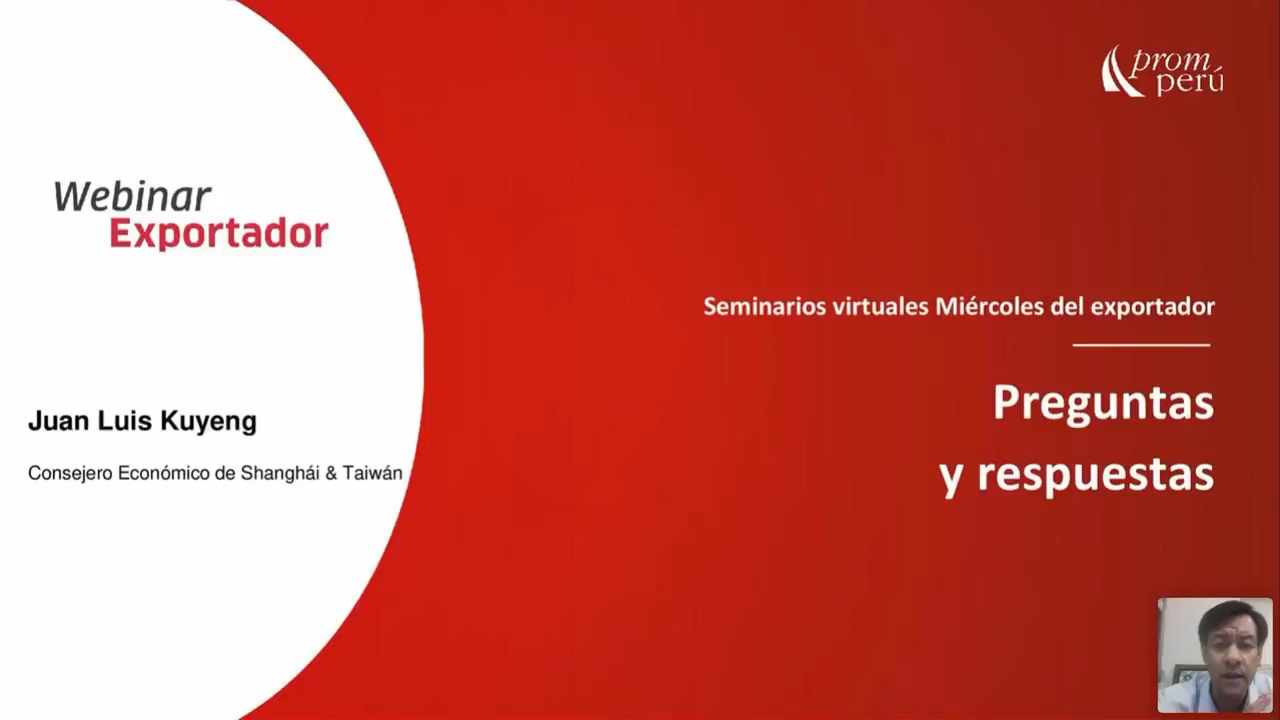 prom
perú
Webinar
Exportador
Seminarios virtuales Miércoles del exportador
Preguntas
y respuestas
Juan Luis Kuyeng
Consejero Económico de Shanghái & Taiwán